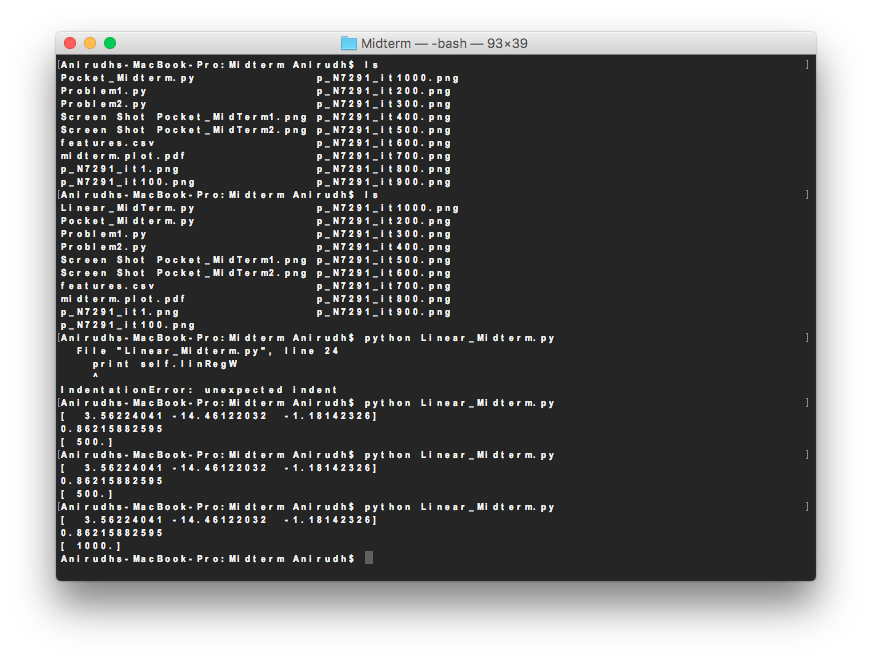 Midterm — -bash — 93×39
[Anirudhs-MacBook-Pro:Midterm Anirudh$ ls ]
Pocket_Midterm.py p_N7291_it1000.png
Problem1.py p_N7291_it200.png
Problem2.py p_N7291_it300.png
Screen Shot Pocket_MidTerm1.png p_N7291_it400.png
Screen Shot Pocket_MidTerm2.png p_N7291_it500.png
features.csv p_N7291_it600.png
midterm.plot.pdf p_N7291_it700.png
p_N7291_it1.png p_N7291_it800.png
p_N7291_it100.png p_N7291_it900.png
[Anirudhs-MacBook-Pro:Midterm Anirudh$ ls ]
Linear_MidTerm.py p_N7291_it1000.png
Pocket_Midterm.py p_N7291_it200.png
Problem1.py p_N7291_it300.png
Problem2.py p_N7291_it400.png
Screen Shot Pocket_MidTerm1.png p_N7291_it500.png
Screen Shot Pocket_MidTerm2.png p_N7291_it600.png
features.csv p_N7291_it700.png
midterm.plot.pdf p_N7291_it800.png
p_N7291_it1.png p_N7291_it900.png
p_N7291_it100.png
[Anirudhs-MacBook-Pro:Midterm Anirudh$ python Linear_Midterm.py ]
File "Linear_Midterm.py", line 24
print self.linRegW
^
IndentationError: unexpected indent
[Anirudhs-MacBook-Pro:Midterm Anirudh$ python Linear_Midterm.py ]
[ 3.56224041 -14.46122032 -1.18142326]
0.86215882595
[ 500.]
[Anirudhs-MacBook-Pro:Midterm Anirudh$ python Linear_Midterm.py ]
[ 3.56224041 -14.46122032 -1.18142326]
0.86215882595
[ 500.]
[Anirudhs-MacBook-Pro:Midterm Anirudh$ python Linear_Midterm.py ]
[ 3.56224041 -14.46122032 -1.18142326]
0.86215882595
[ 1000.]
Anirudhs-MacBook-Pro:Midterm Anirudh$